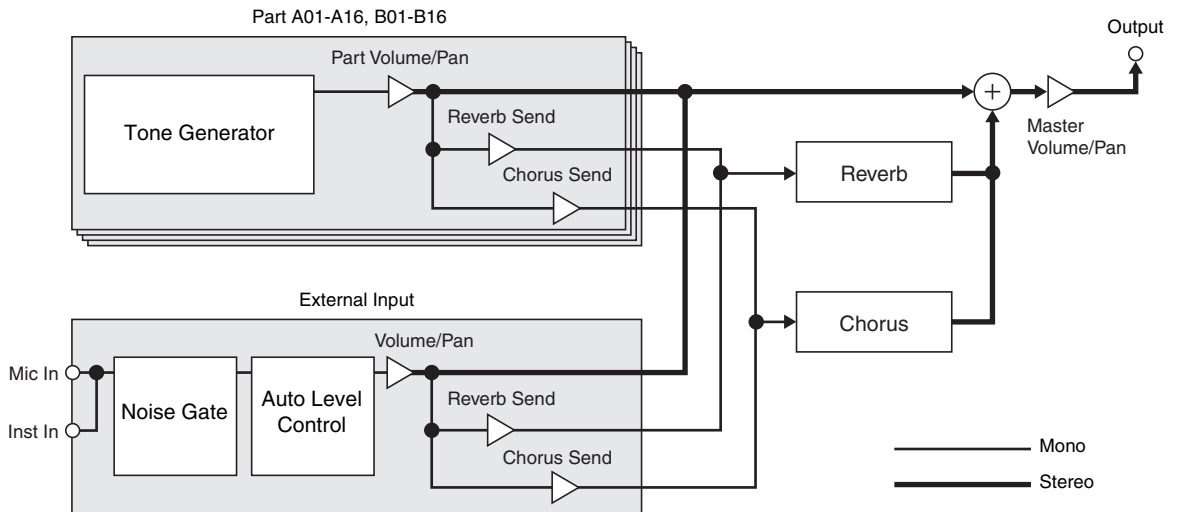 Part A01-A16, B01-B16
Output
Part Volume/Pan
Tone Generator
Reverb Send
Chorus Send
Master
Volume/Pan
Reverb
External Input
Chorus
Volume/Pan
Mic In
Noise Gate
Auto Level
Control
Reverb Send
Inst In
Chorus Send
Mono
Stereo